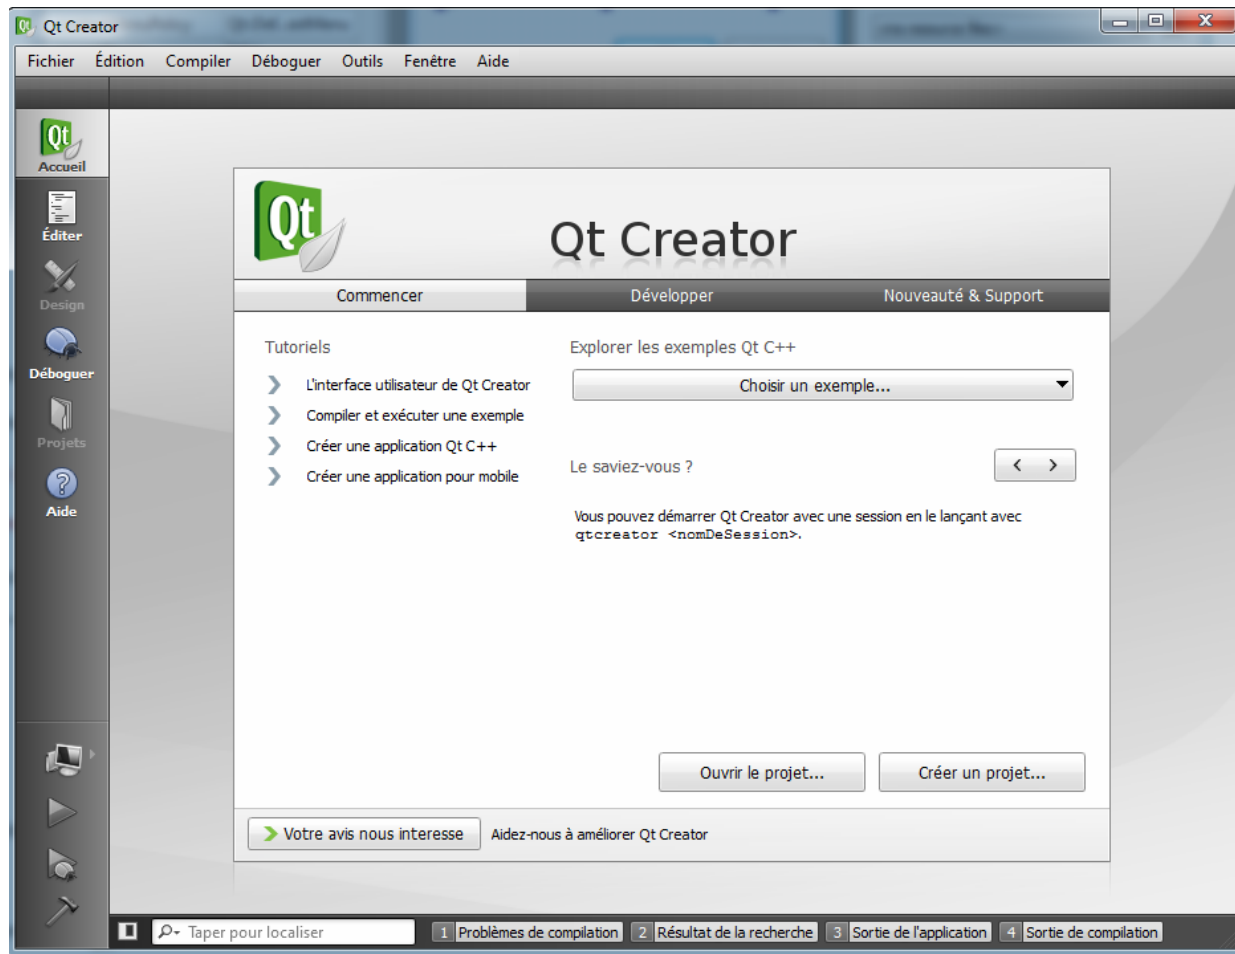 Qt Creator
Fichier Édition Compiler Déboguer Outils Fenêtre Aide
Qt
Accueil
Éditer
Design
Déboguer
Projets
Aide
Qt
Qt Creator
Commencer Développer Nouveauté & Support
Tutoriels
L'interface utilisateur de Qt Creator
Compiler et exécuter une exemple
Créer une application Qt C++
Créer une application pour mobile
Explorer les exemples Qt C++
Choisir un exemple...
Le saviez-vous ?
Vous pouvez démarrer Qt Creator avec une session en le lançant avec
qtcreator <nomDeSession>.
Ouvrir le projet... Créer un projet...
Votre avis nous interesse Aidez-nous à améliorer Qt Creator
Taper pour localiser 1 Problèmes de compilation 2 Résultat de la recherche 3 Sortie de l'application 4 Sortie de compilation